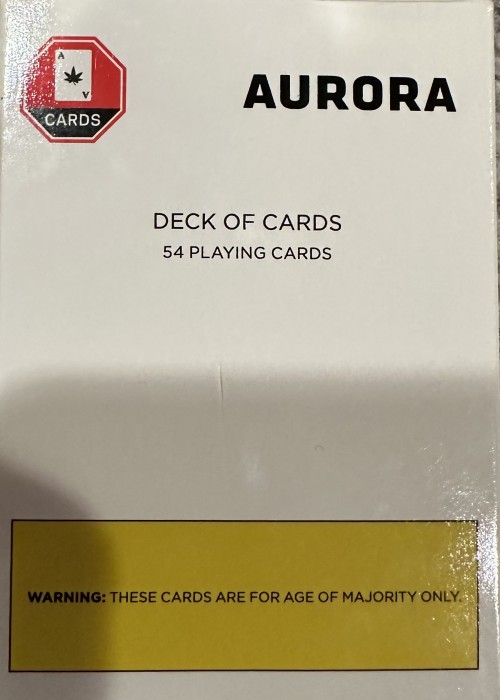 A
A
CARDS
AURORA
DECK OF CARDS
54 PLAYING CARDS
WARNING: THESE CARDS ARE FOR AGE OF MAJORITY ONLY.